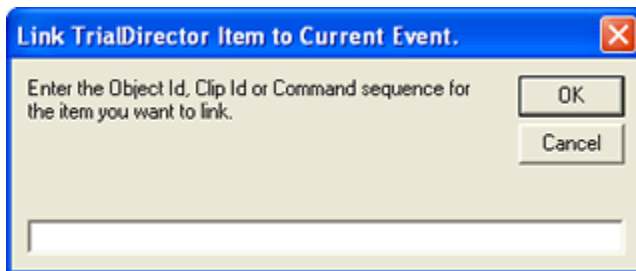 Link TrialDirector Item to Current Event.
Enter the Object Id, Clip Id or Command sequence for
the item you want to link.
OK
Cancel